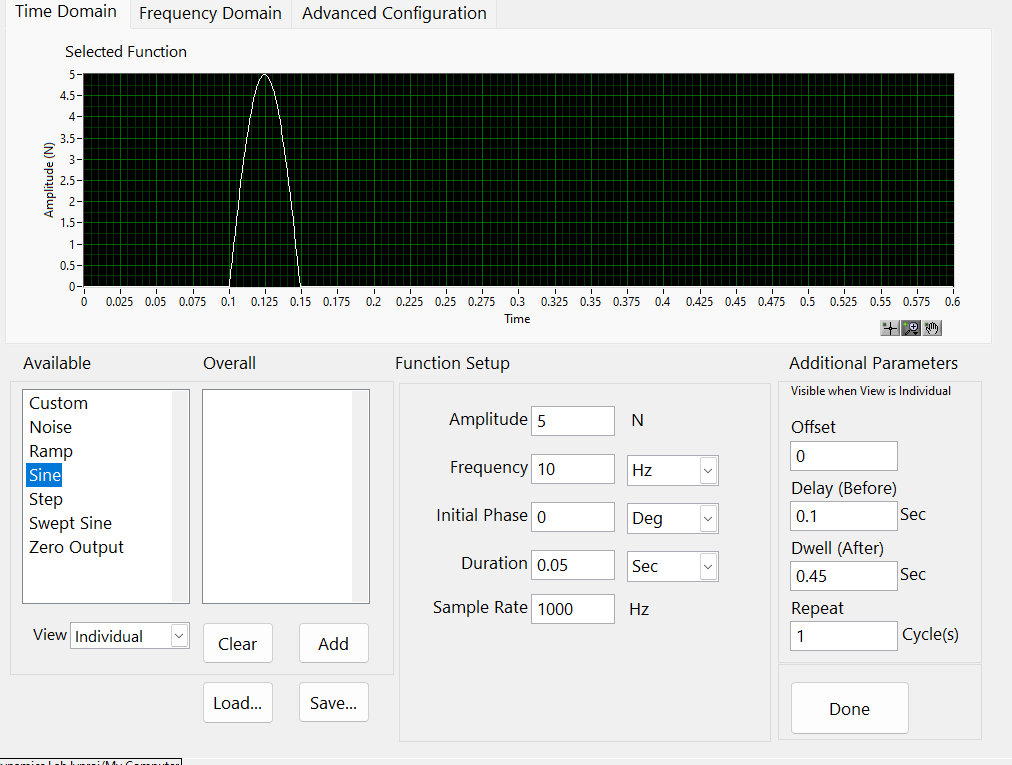 Time Domain Frequency Domain Advanced Configuration
Selected Function
5
4.5
4
3.5
3
2.5
2
1.5
1
0.5
0
Amplitude (N)
0 0.025 0.05 0.075 0.1 0.125 0.15 0.175 0.2 0.225 0.25 0.275 0.3 0.325 0.35 0.375 0.4 0.425 0.45 0.475 0.5 0.525 0.55 0.575 0.6
Time
Available
Custom
Noise
Ramp
Sine
Step
Swept Sine
Zero Output
View Individual
Overall
Clear Add
Load... Save...
Function Setup
Amplitude 5 N
Frequency 10 Hz
Initial Phase 0 Deg
Duration 0.05 Sec
Sample Rate 1000 Hz
Additional Parameters
Visible when View is Individual
Offset
0
Delay (Before)
0.1 Sec
Dwell (After)
0.45 Sec
Repeat
1 Cycle(s)
Done
Computer